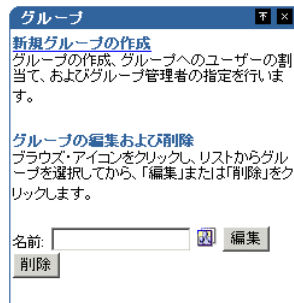 グループ
新規グループの作成
グループの作成、グループへのユーザーの割
当て、およびグループ管理者の指定を行いま
す。
グループの編集および削除
ブラウズ・アイコンをクリックし、リストからグル
ープを選択してから、「編集」または「削除」をク
リックします。
名前: 編集
削除